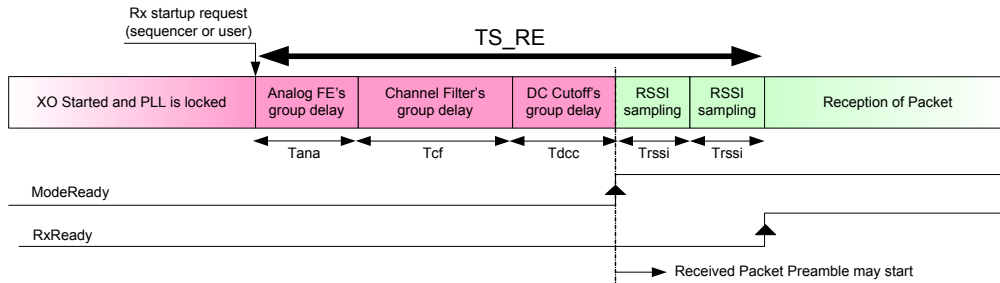 Rx startup request
(sequencer or user)
TS_RE
XO Started and PLL is locked
Analog FE's
group delay
Channel Filter's
group delay
DC Cutoff's
group delay
RSSI
sampling
RSSI
sampling
Reception of Packet
Tana
Tcf
Tdcc
Trssi
Trssi
ModeReady
RxReady
Received Packet Preamble may start